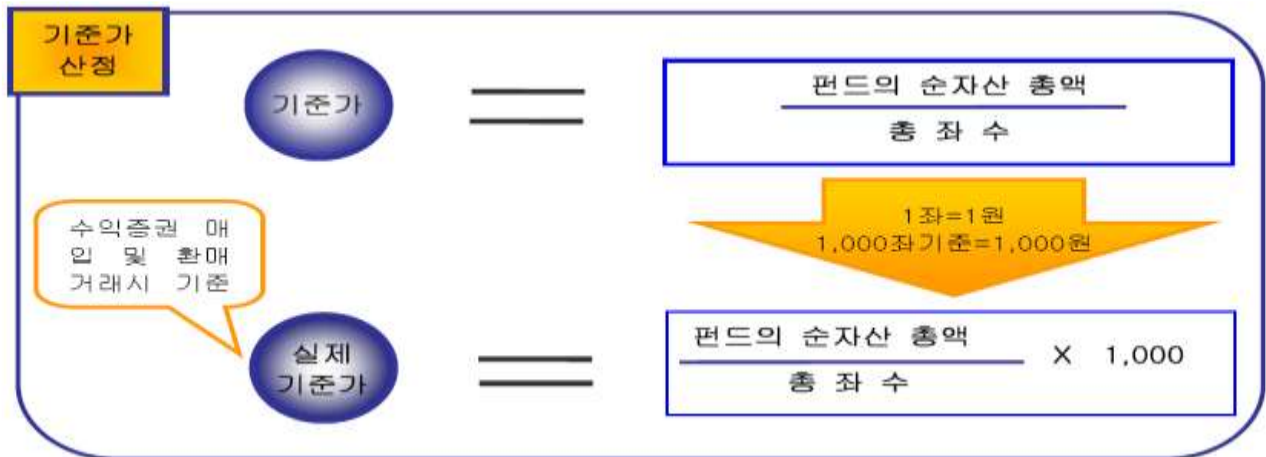 기준가
산정
기준가
펀드의 순자산 총액
총 좌 수
1좌=1원
1,000좌기준=1,000원
수익증권 매
입 및 환매
거래시 기준
실제
기준가
펀드의 순자산 총액
총 좌 수
X 1,000